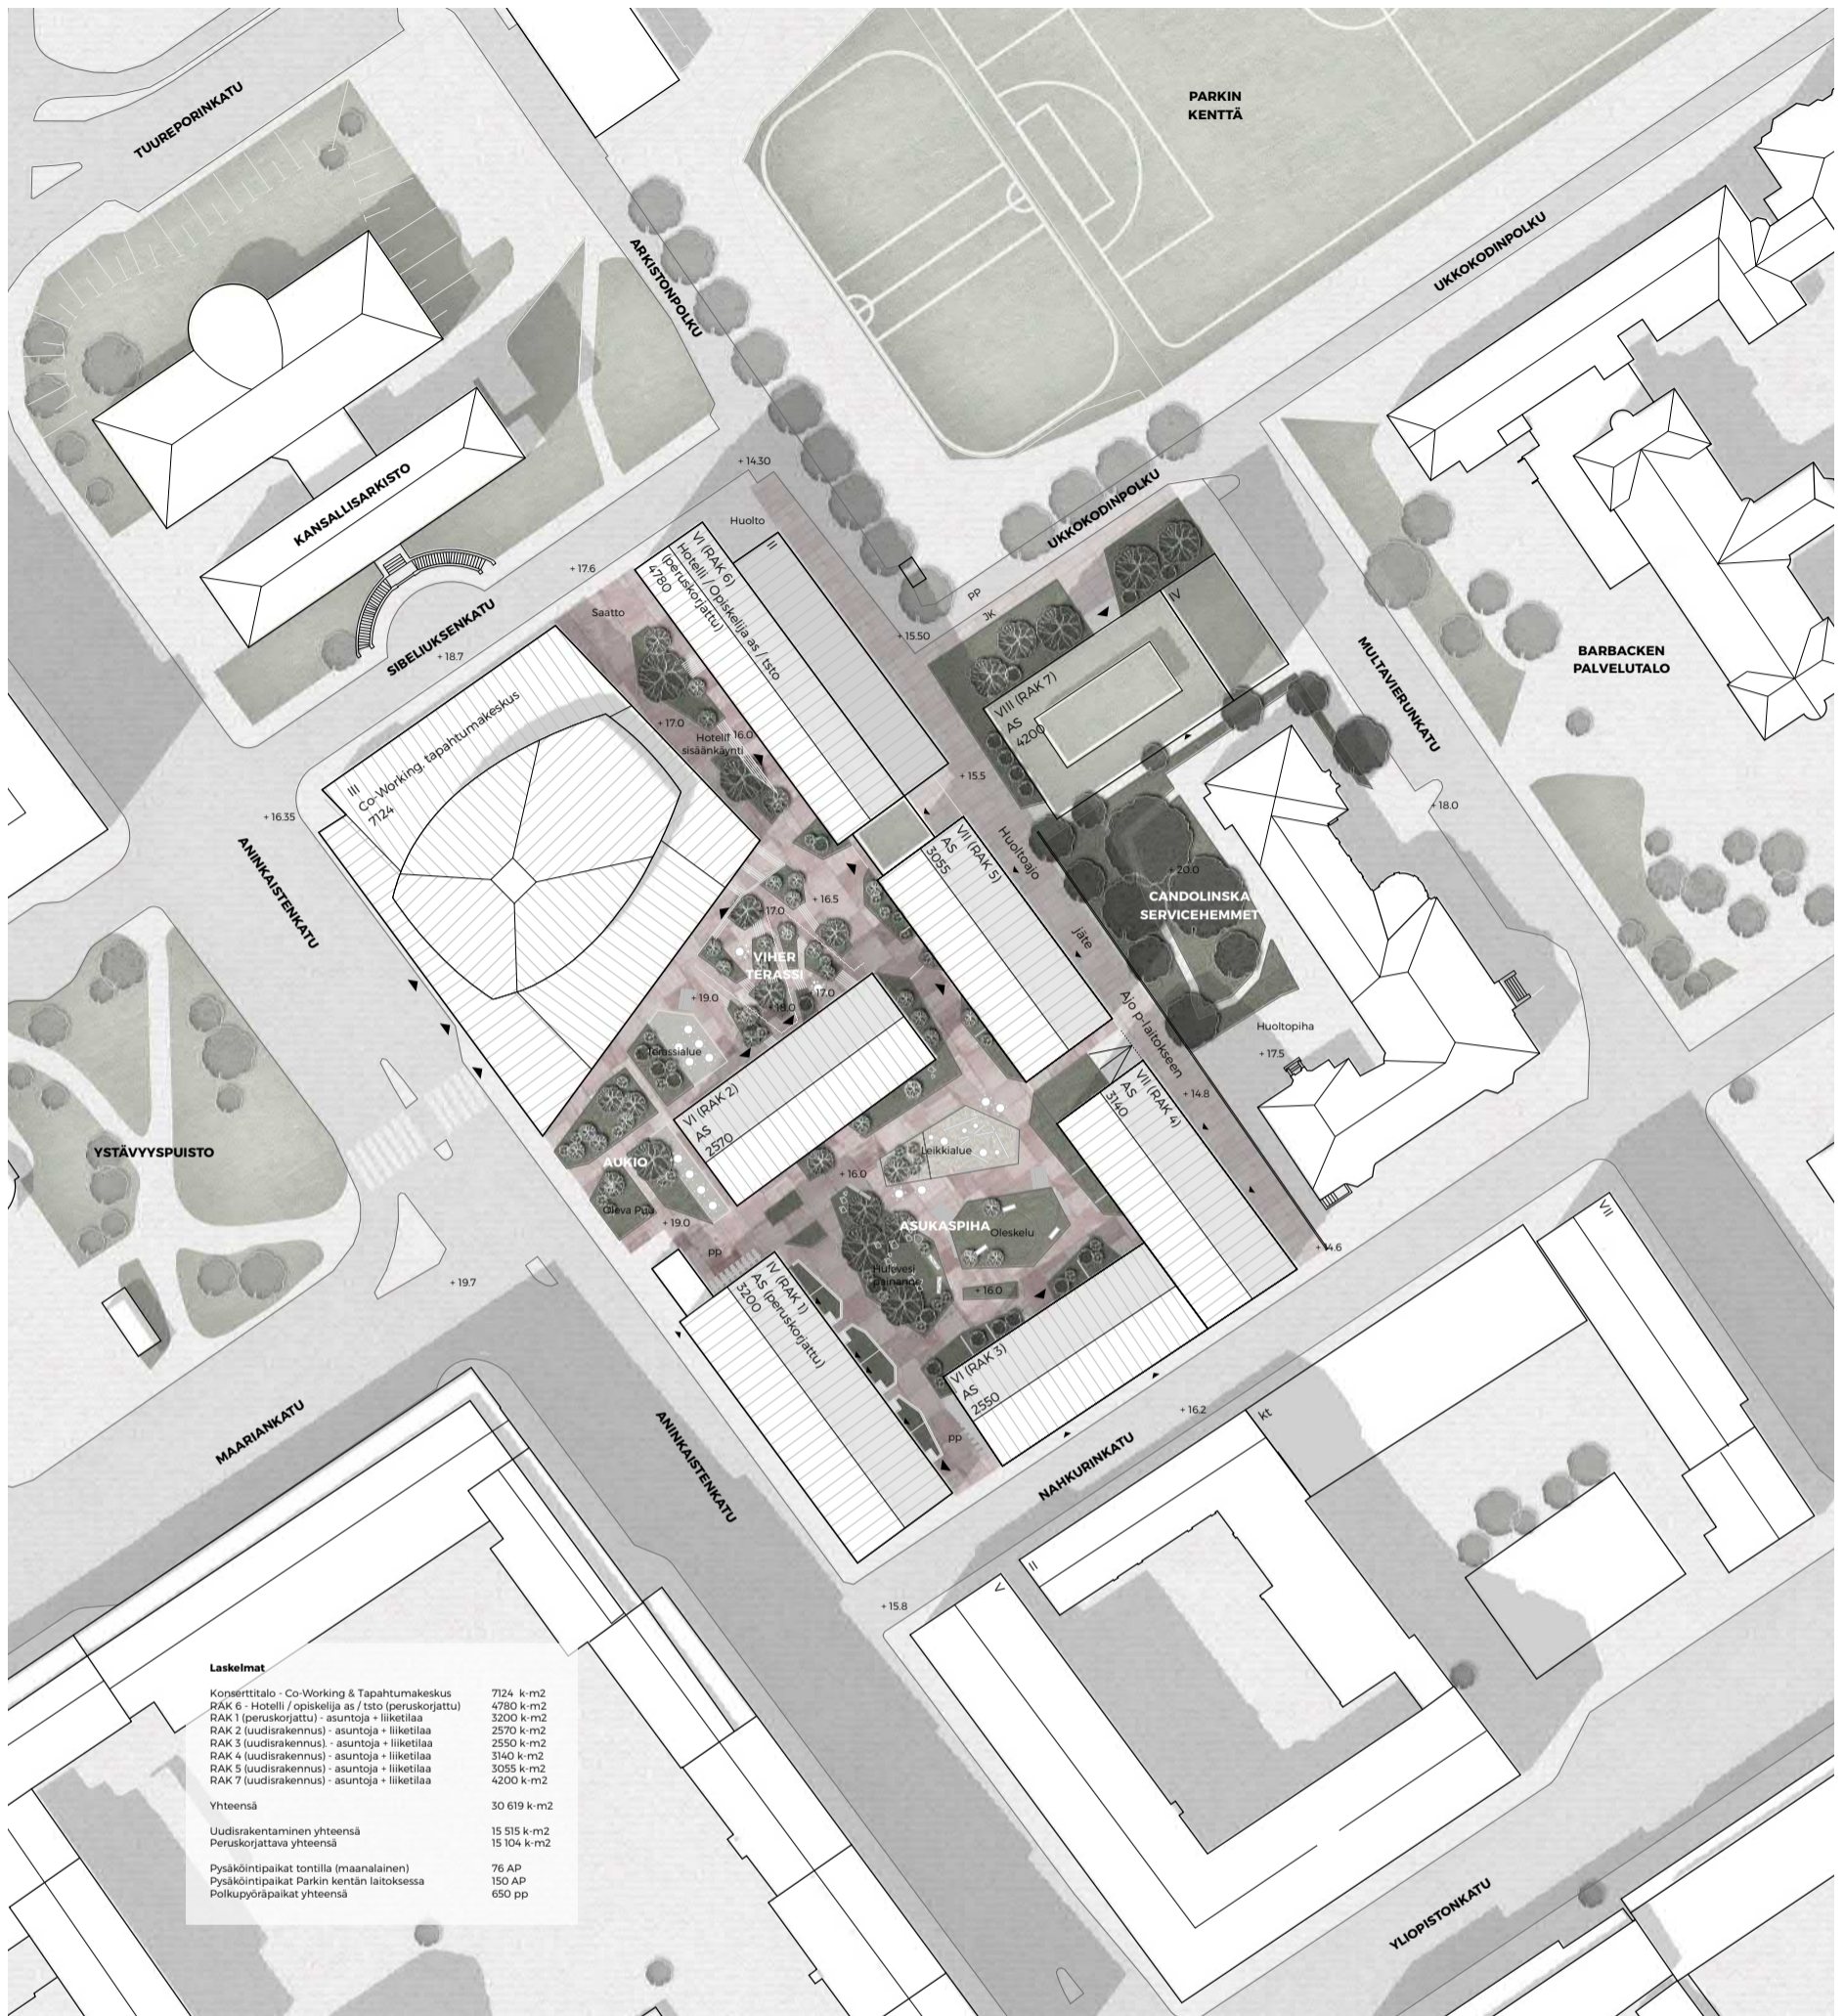 TUUREPORINKATU
PARKIN
KENTTÄ
ARKISTONPOLKU
UKKOKODINPOLKU
KANSALLISARKISTO
+ 14.30
Huolto
UKKOKODINPOLKU
+ 17.6
VI (RAK 6)
Hotelli / Opiskelija as / tsto
(peruskorjattu)
4780
II
SIBELIUKSENKATU
Saatto
PP
JK
IV
+ 15.50
+ 18.7
BARBACKEN
PALVELUTALO
MULTAVIERUNKATU
VIII (RAK 7)
AS
4200
+ 17.0
Hotelli
sisäänkäynti
+ 16.0
III
Co-Working, tapahtumakeskus
7124
+ 15.5
+ 18.0
+ 16.35
ANINKAISTENKATU
VII (RAK 5)
AS
3055
Huoltoajo
+ 20.0
CANDOLINSKA
SERVICEHEMMET
17.0
+ 16.5
jäte
VIHER
TERASSI
+ 19.0
17.0
+ 18.0
Ajo p-laitokseen
Huoltopiha
+ 17.5
Terassialue
VI (RAK 2)
AS
2570
VII (RAK 4)
AS
3140
+ 14.8
YSTÄVYYSPUISTO
Leikkialue
AUKIO
+ 16.0
Oleva Puu
+ 19.0
ASUKASPIHA
Oleskelu
PP
+ 14.6
VII
Hulevesi
painanne
+ 16.0
+ 19.7
IV (RAK 1)
AS (peruskorjattu)
3200
VI (RAK 3)
AS
2550
MAARIANKATU
ANINKAISTENKATU
PP
+ 16.2
kt
NAHKURINKATU
II
V
+ 15.8
Laskelmat
Konserttitalo - Co-Working & Tapahtumakeskus 7124 k-m2
RAK 6 - Hotelli / opiskelija as / tsto (peruskorjattu) 4780 k-m2
RAK 1 (peruskorjattu) - asuntoja + liiketilaa 3200 k-m2
RAK 2 (uudisrakennus) - asuntoja + liiketilaa 2570 k-m2
RAK 3 (uudisrakennus). - asuntoja + liiketilaa 2550 k-m2
RAK 4 (uudisrakennus) - asuntoja + liiketilaa 3140 k-m2
RAK 5 (uudisrakennus) - asuntoja + liiketilaa 3055 k-m2
RAK 7 (uudisrakennus) - asuntoja + liiketilaa 4200 k-m2
Yhteensä 30 619 k-m2
Uudisrakentaminen yhteensä 15 515 k-m2
Peruskorjattava yhteensä 15 104 k-m2
Pysäköintipaikat tontilla (maanalainen) 76 AP
Pysäköintipaikat Parkin kentän laitoksessa 150 AP
Polkupyöräpaikat yhteensä 650 pp
YLIOPISTONKATU